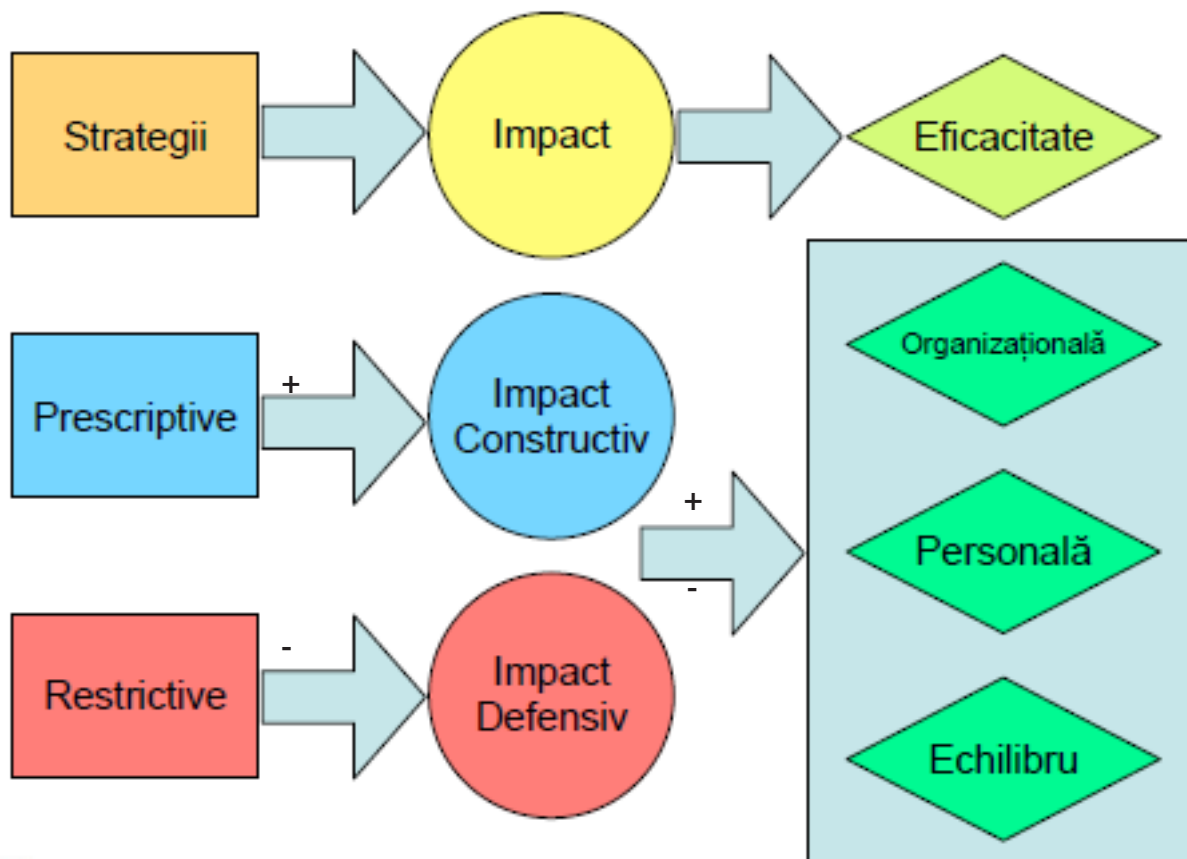 Strategii
Impact
Eficacitate
Organizațională
Prescriptive
+
Impact
Constructiv
+
-
Personală
Restrictive
-
Impact
Defensiv
Echilibru